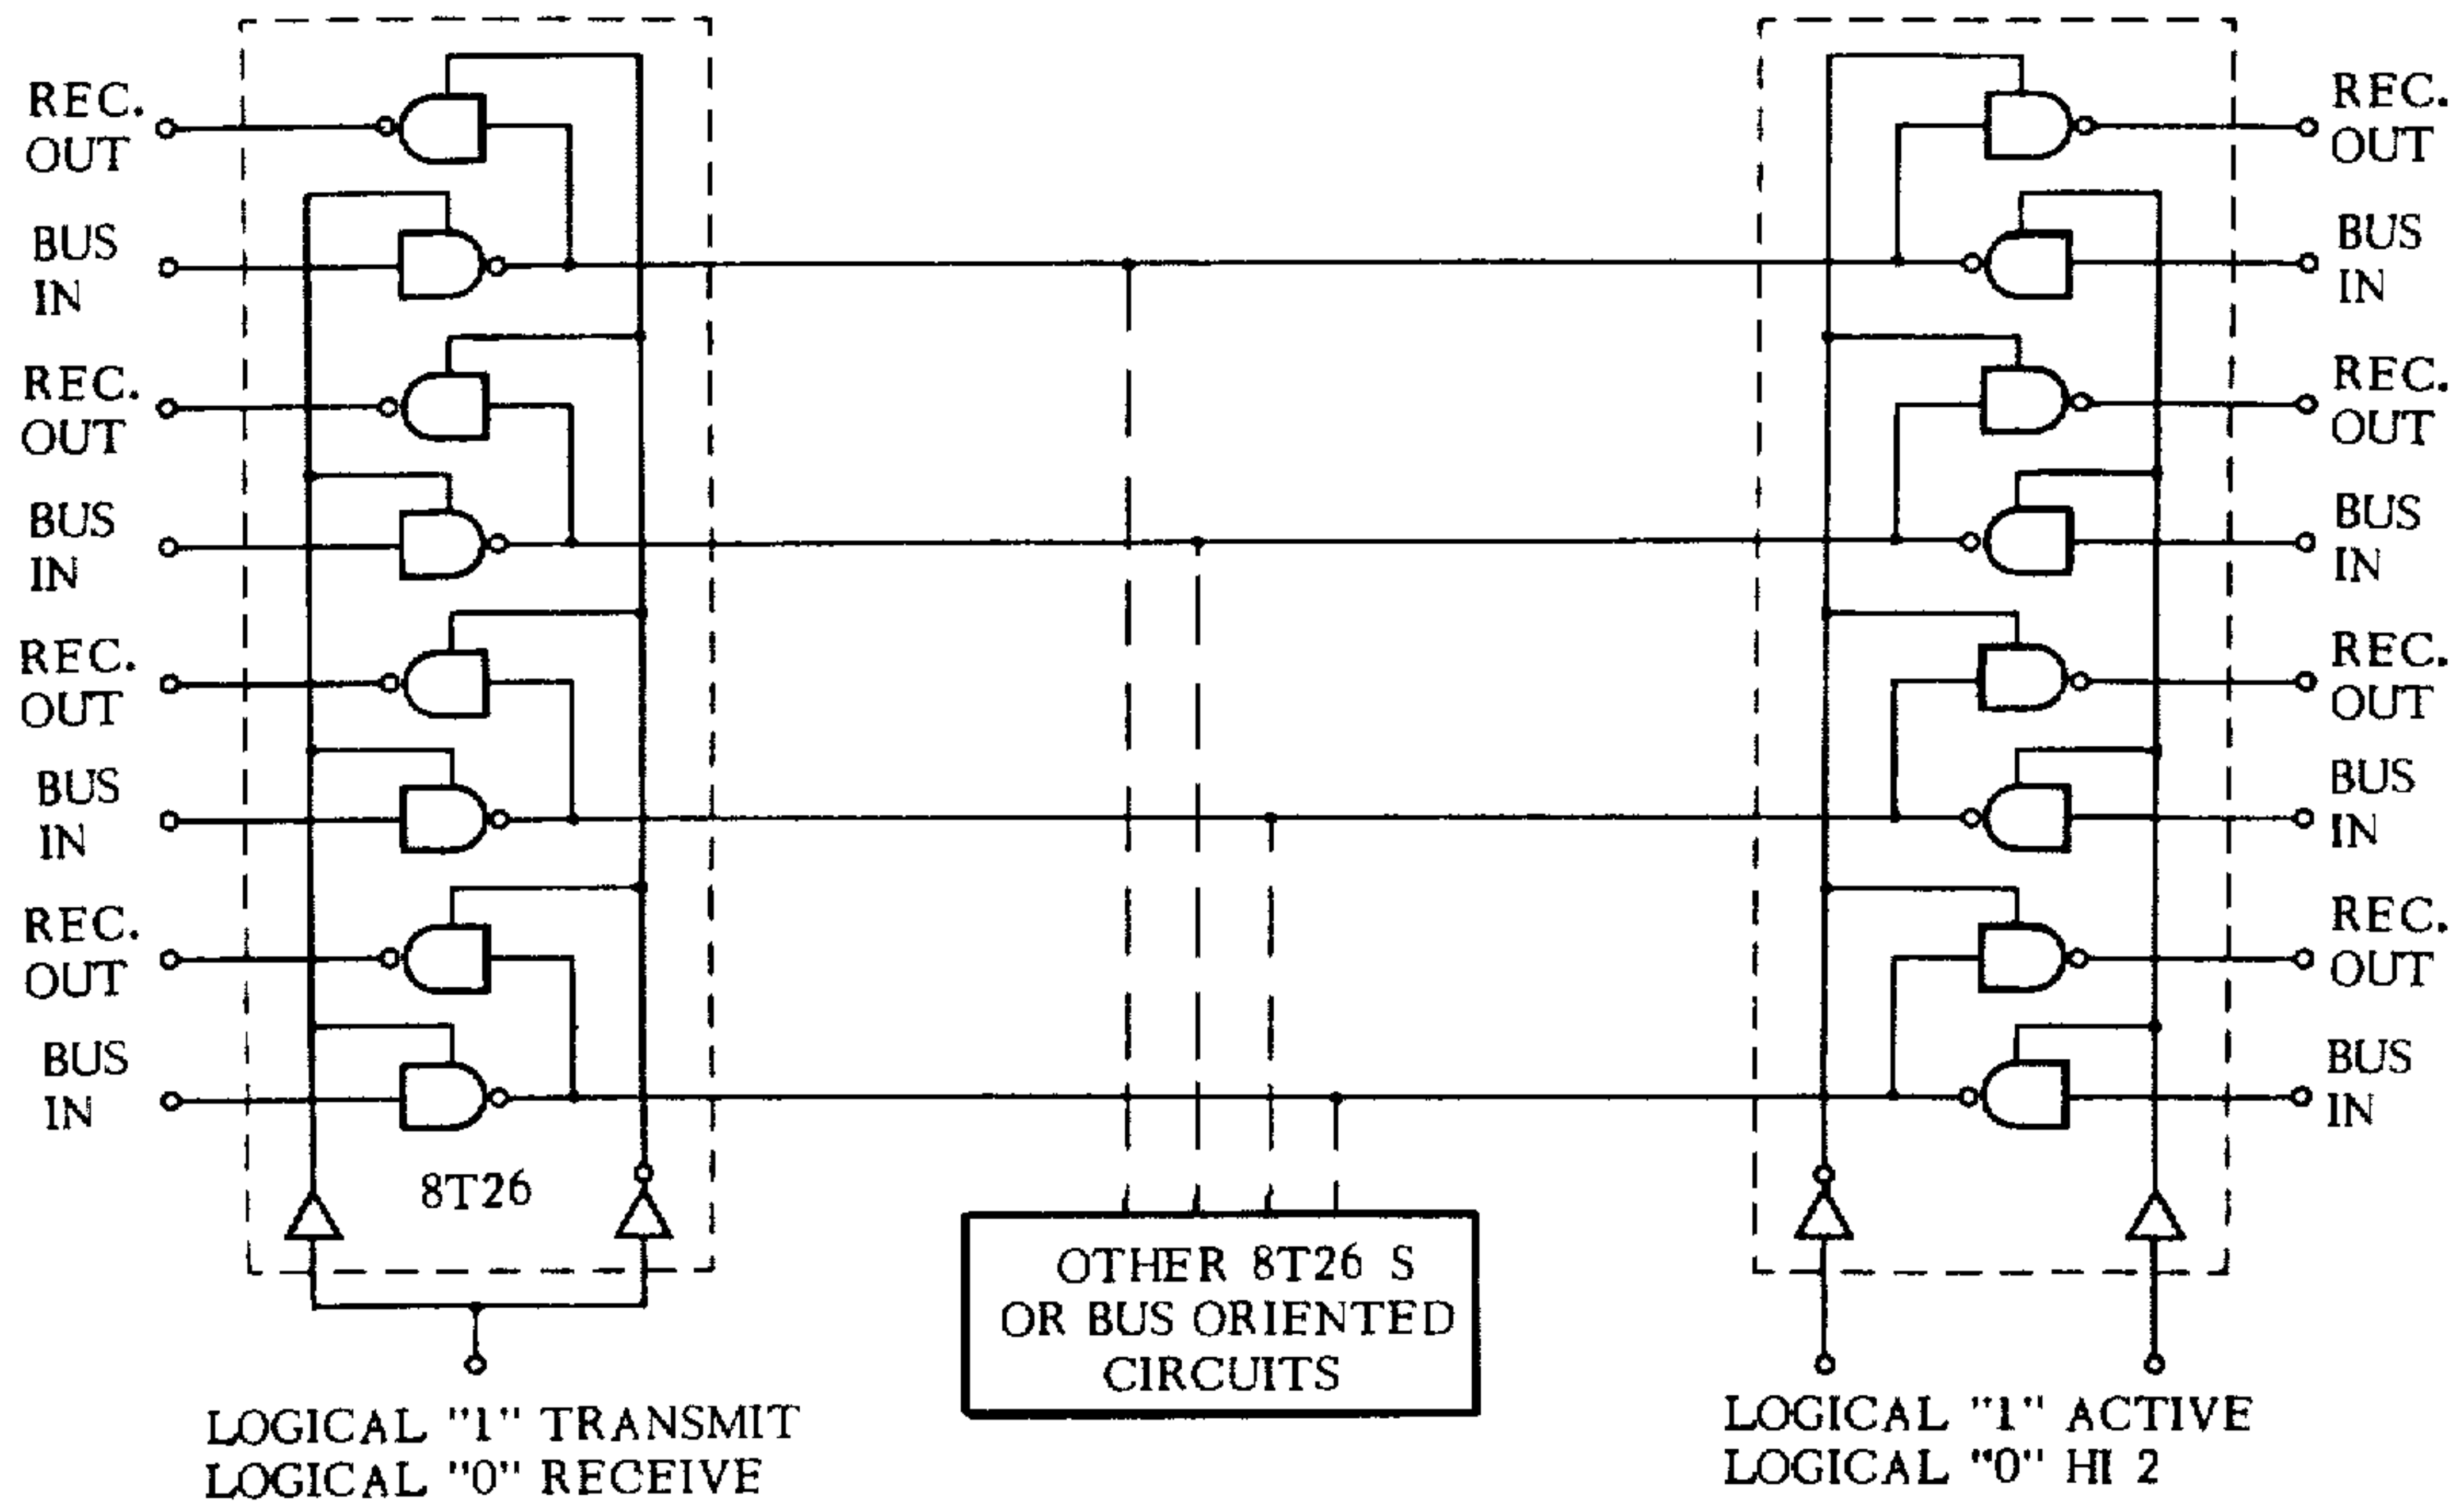 REC.
OUT
BUS
IN
REC.
OUT
BUS
IN
REC.
OUT
BUS
IN
REC.
OUT
BUS
IN
8T26
LOGICAL "1" TRANSMIT
LOGICAL "0" RECEIVE
OTHER 8T26 S
OR BUS ORIENTED
CIRCUITS
REC.
OUT
BUS
IN
REC.
OUT
BUS
IN
REC.
OUT
BUS
IN
REC.
OUT
BUS
IN
LOGICAL "1" ACTIVE
LOGICAL "0" HI 2